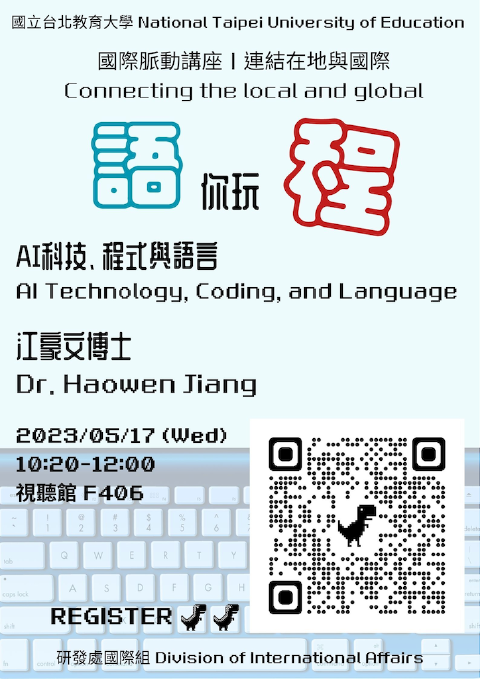 國立台北教育大學 National Taipei University of Education
國際脈動講座 | 連結在地與國際
Connecting the local and global
語 你玩 程
AI科技、程式與語言
AI Technology, Coding, and Language
江豪文博士
Dr. Haowen Jiang
2023/05/17 (Wed)
10:20-12:00
視聽館 F406
REGISTER
研發處國際組 Division of International Affairs